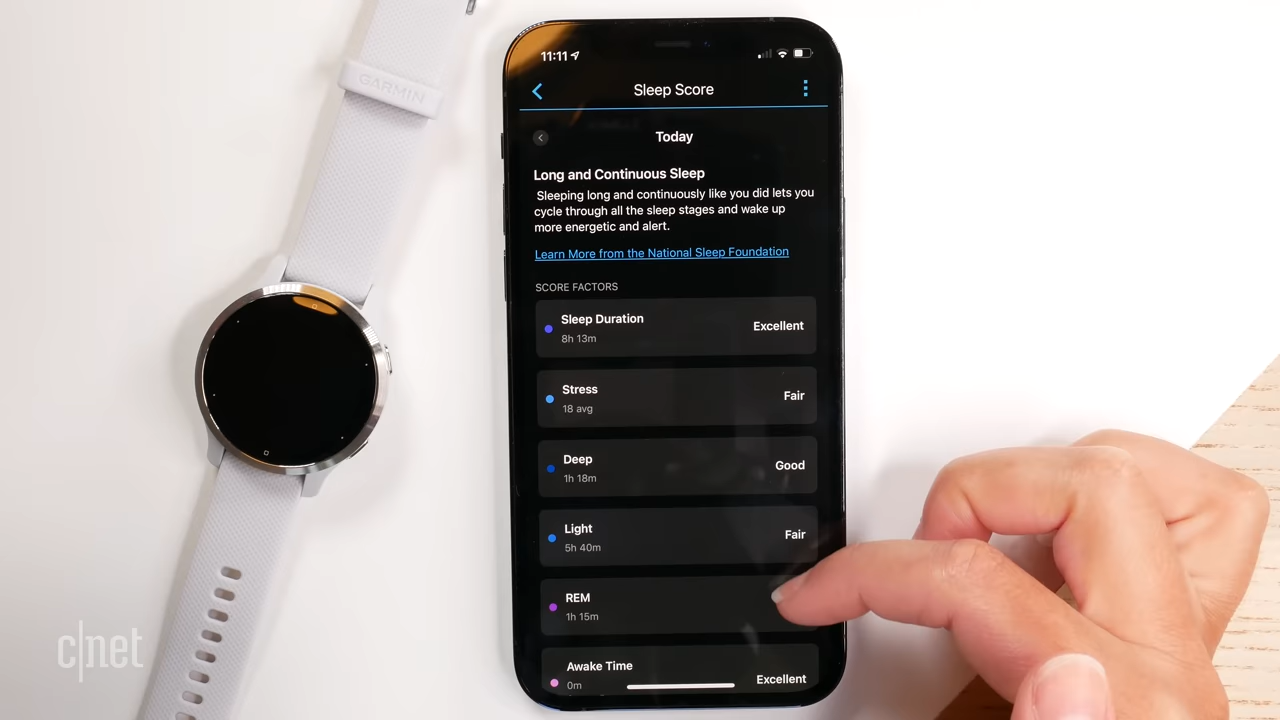 GARMIN
11:11
Sleep Score
Today
Long and Continuous Sleep
Sleeping long and continuously like you did lets you
cycle through all the sleep stages and wake up
more energetic and alert.
Learn More from the National Sleep Foundation
SCORE FACTORS
Sleep Duration
8h 13m
Excellent
Stress
18 avg
Fair
Deep
1h 18m
Good
Light
5h 40m
Fair
REM
1h 15m
Awake Time
0m
Excellent
c|net